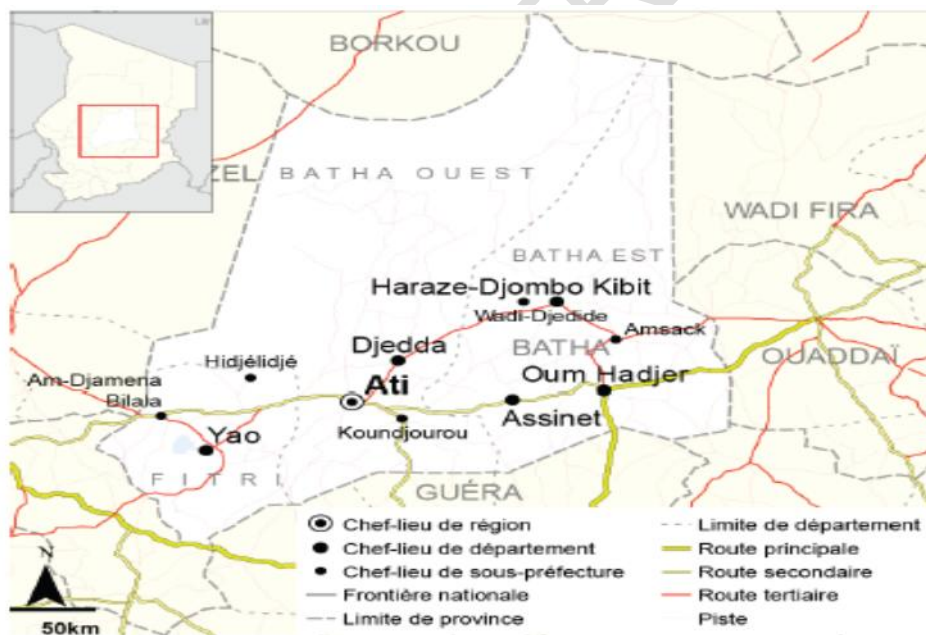 BORKOU
ZEL
BATHA OUEST
WADI FIRA
BATHA EST
Haraze-Djombo Kibit
Wadi-Djedide
Amsack
Djedda
BATHA
OUADDAÏ
Hidjélidjé
Am-Djamena
Bilala
Ati
Oum Hadjer
Assinet
Koundjourou
Yao
FITRI
GUÉRA
Chef-lieu de région
Chef-lieu de département
Chef-lieu de sous-préfecture
Frontière nationale
Limite de province
Limite de département
Route principale
Route secondaire
Route tertiaire
Piste
N
50km